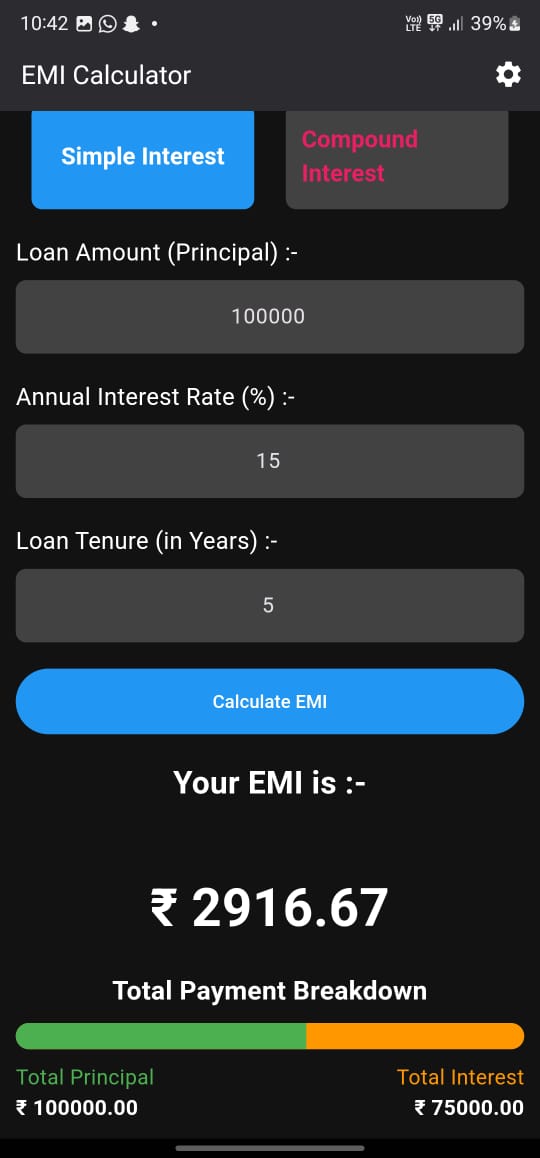 10:42 Vo)) LTE 5G 39%
EMI Calculator
Simple Interest
Compound
Interest
Loan Amount (Principal) :-
100000
Annual Interest Rate (%) :-
15
Loan Tenure (in Years) :-
5
Calculate EMI
Your EMI is :-
₹ 2916.67
Total Payment Breakdown
Total Principal Total Interest
₹ 100000.00 ₹ 75000.00